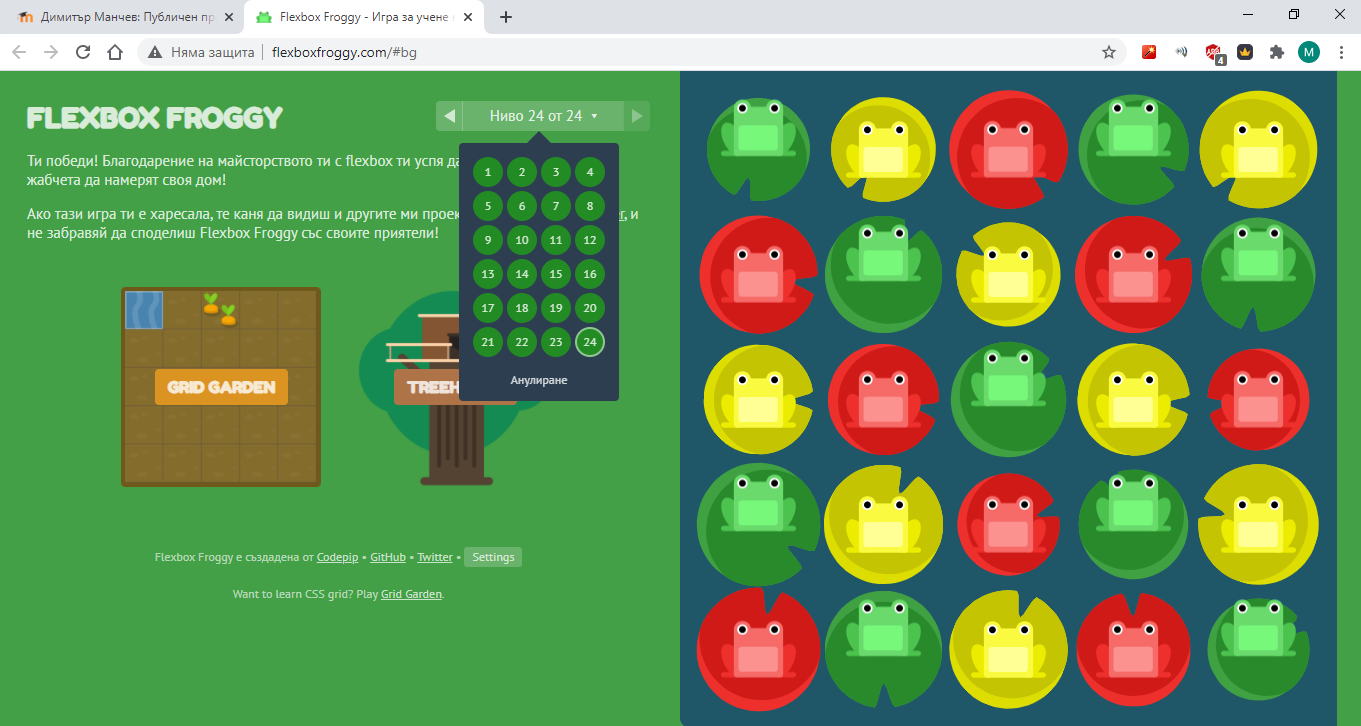 Димитър Манчев: Публичен пр
Flexbox Froggy - Игра за учене
Няма защита
flexboxfroggy.com/#bg
4
M
FLEXBOX FROGGY
Ниво 24 от 24
Ти победи! Благодарение на майсторството ти с flexbox ти успя да
жабчета да намерят своя дом!
Ако тази игра ти е харесала, те каня да видиш и другите ми проек
, и
не забравяй да споделиш Flexbox Froggy със своите приятели!
1 2 3 4
5 6 7 8
9 10 11 12
13 14 15 16
17 18 19 20
21 22 23 24
Анулиране
GRID GARDEN
TREEH
Flexbox Froggy е създадена от Codepip • GitHub • Twitter • Settings
Want to learn CSS grid? Play Grid Garden.